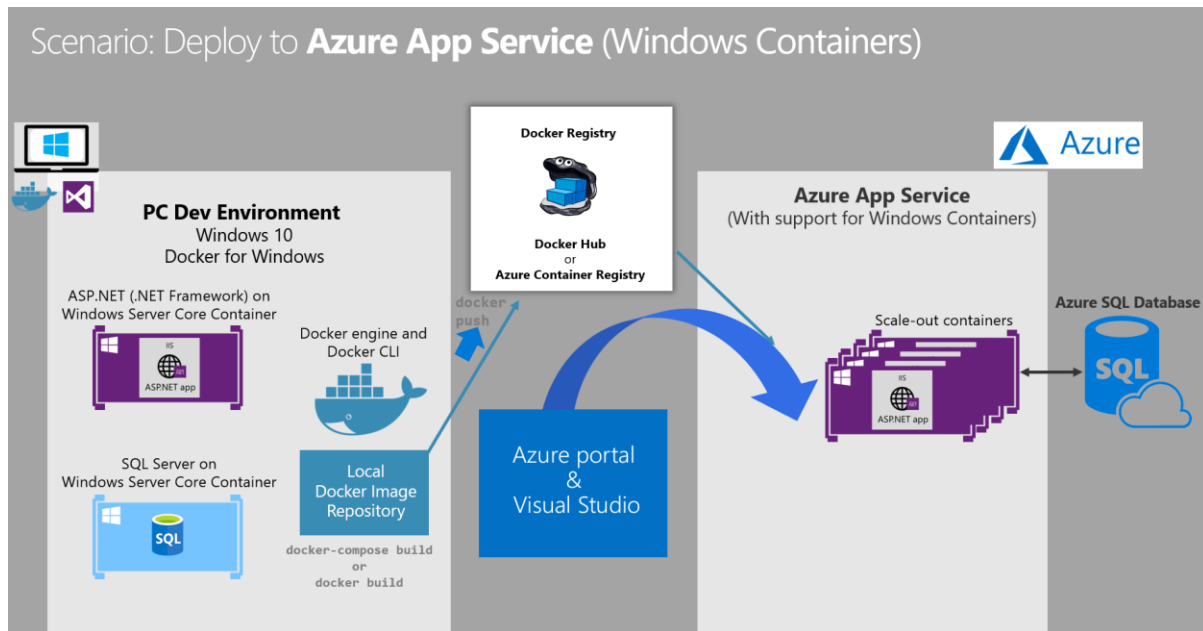 Scenario: Deploy to Azure App Service (Windows Containers)
Docker Registry
Docker Hub
or
Azure Container Registry
Azure
PC Dev Environment
Windows 10
Docker for Windows
ASP.NET (.NET Framework) on
Windows Server Core Container
IIS
ASP.NET app
SQL Server on
Windows Server Core Container
SQL
Docker engine and
Docker CLI
Local
Docker Image
Repository
docker-compose build
or
docker build
docker
push
Azure portal
&
Visual Studio
Azure App Service
(With support for Windows Containers)
Scale-out containers
IIS
ASP.NET app
Azure SQL Database
SQL